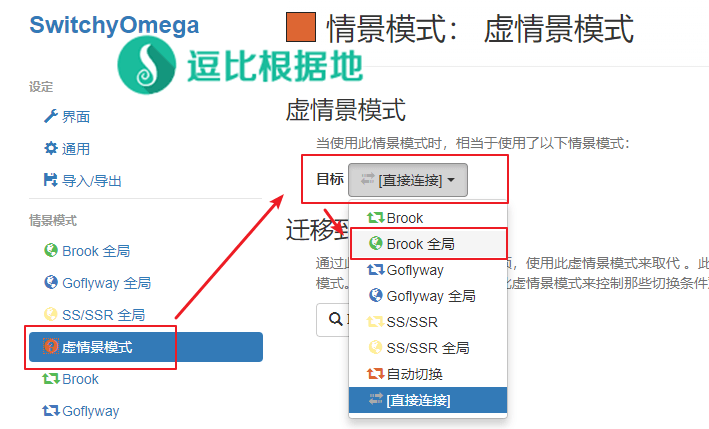 SwitchyOmega
逗比根据地
设定
界面
通用
导入/导出
情景模式
Brook 全局
Goflyway 全局
SS/SSR 全局
虚情景模式
Brook
Goflyway
情景模式: 虚情景模式
虚情景模式
当使用此情景模式时，相当于使用了以下情景模式:
目标 [直接连接]
Brook
Brook 全局
Goflyway
Goflyway 全局
SS/SSR
SS/SSR 全局
自动切换
[直接连接]
迁移到
通过此
项，使用此虚情景模式来取代 。此
模式。
虚情景模式来控制那些切换条件